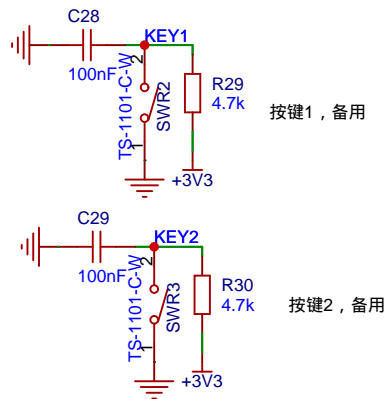 C28
KEY1
100nF
2
TS-1101-C-W
SWR2
1
R29
4.7k
+3V3
按键1，备用
C29
KEY2
100nF
2
TS-1101-C-W
SWR3
1
R30
4.7k
+3V3
按键2，备用